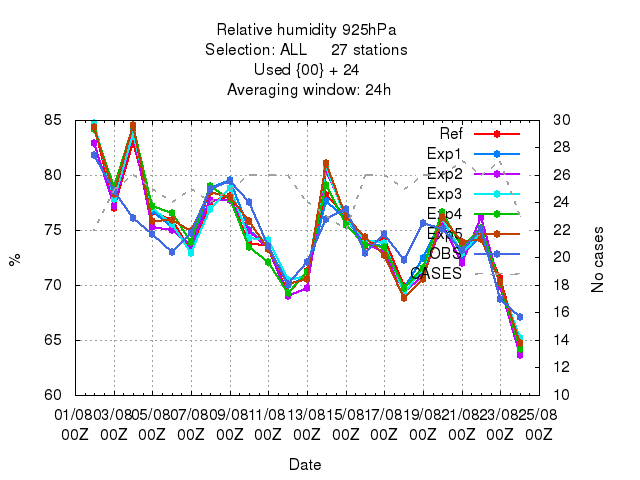 Relative humidity 925hPa
Selection: ALL 27 stations
Used {00} + 24
Averaging window: 24h
85 30
28
80 26
24
75 22
20
70 18
16
65 14
12
60 10
%
No cases
Ref
Exp1
Exp2
Exp3
Exp4
Exp5
OBS
CASES
01/08 03/08 05/08 07/08 09/08 11/08 13/08 15/08 17/08 19/08 21/08 23/08 25/08
00Z 00Z 00Z 00Z 00Z 00Z 00Z 00Z 00Z 00Z 00Z 00Z 00Z
Date